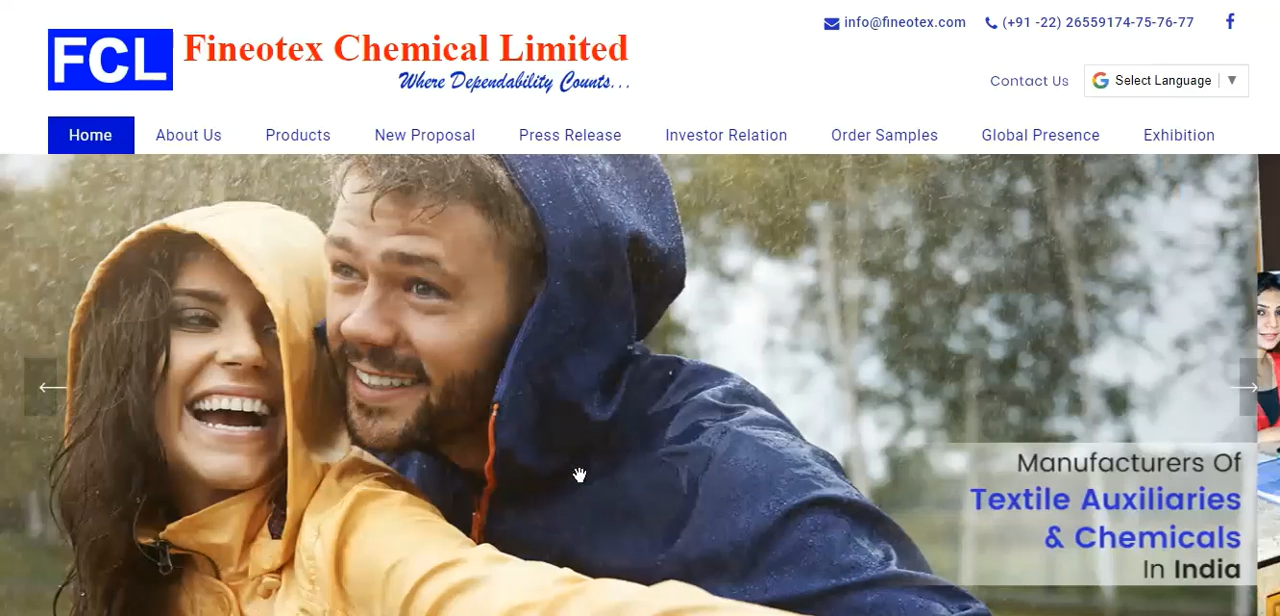 info@fineotex.com (+91 -22) 26559174-75-76-77
FCL Fineotex Chemical Limited
Where Dependability Counts...
Contact Us Select Language ▼
Home About Us Products New Proposal Press Release Investor Relation Order Samples Global Presence Exhibition
Manufacturers Of
Textile Auxiliaries
& Chemicals
In India